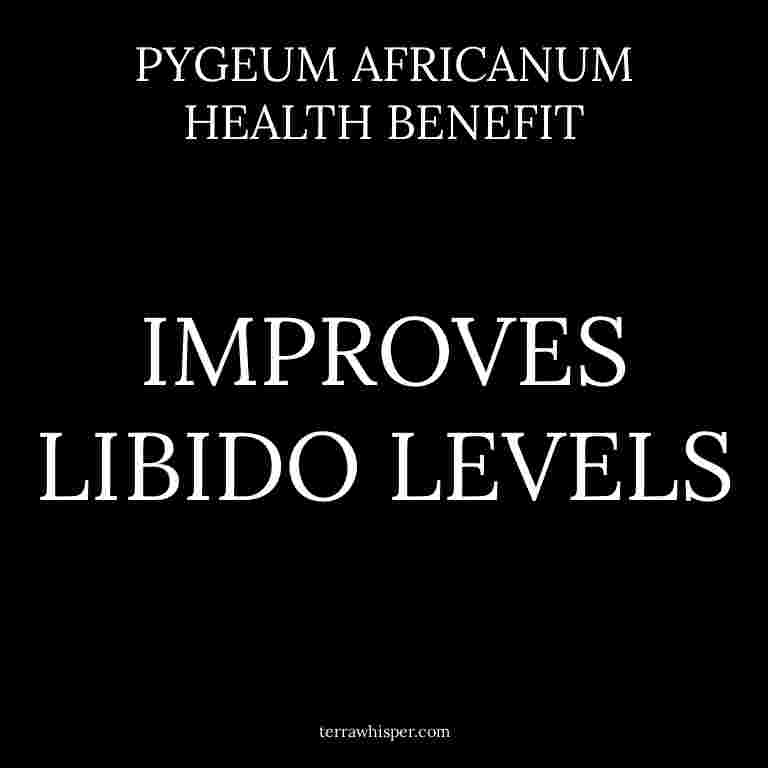 PYGEUM AFRICANUM
HEALTH BENEFIT
IMPROVES
LIBIDO LEVELS
terrawhisper.com